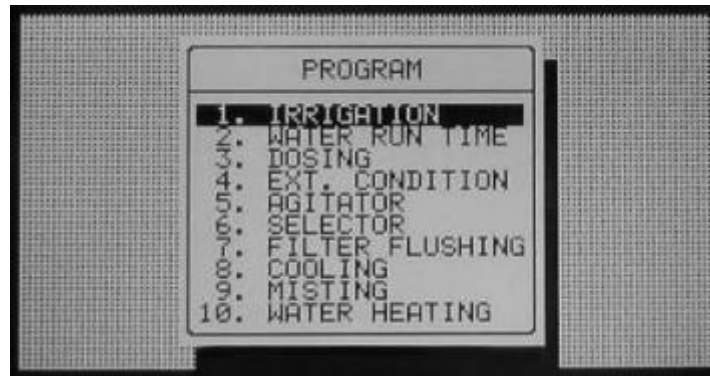 PROGRAM
1. IRRIGATION
2. WATER RUN TIME
3. DOSING
4. EXT. CONDITION
5. AGITATOR
6. SELECTOR
7. FILTER FLUSHING
8. COOLING
9. MISTING
10. WATER HEATING